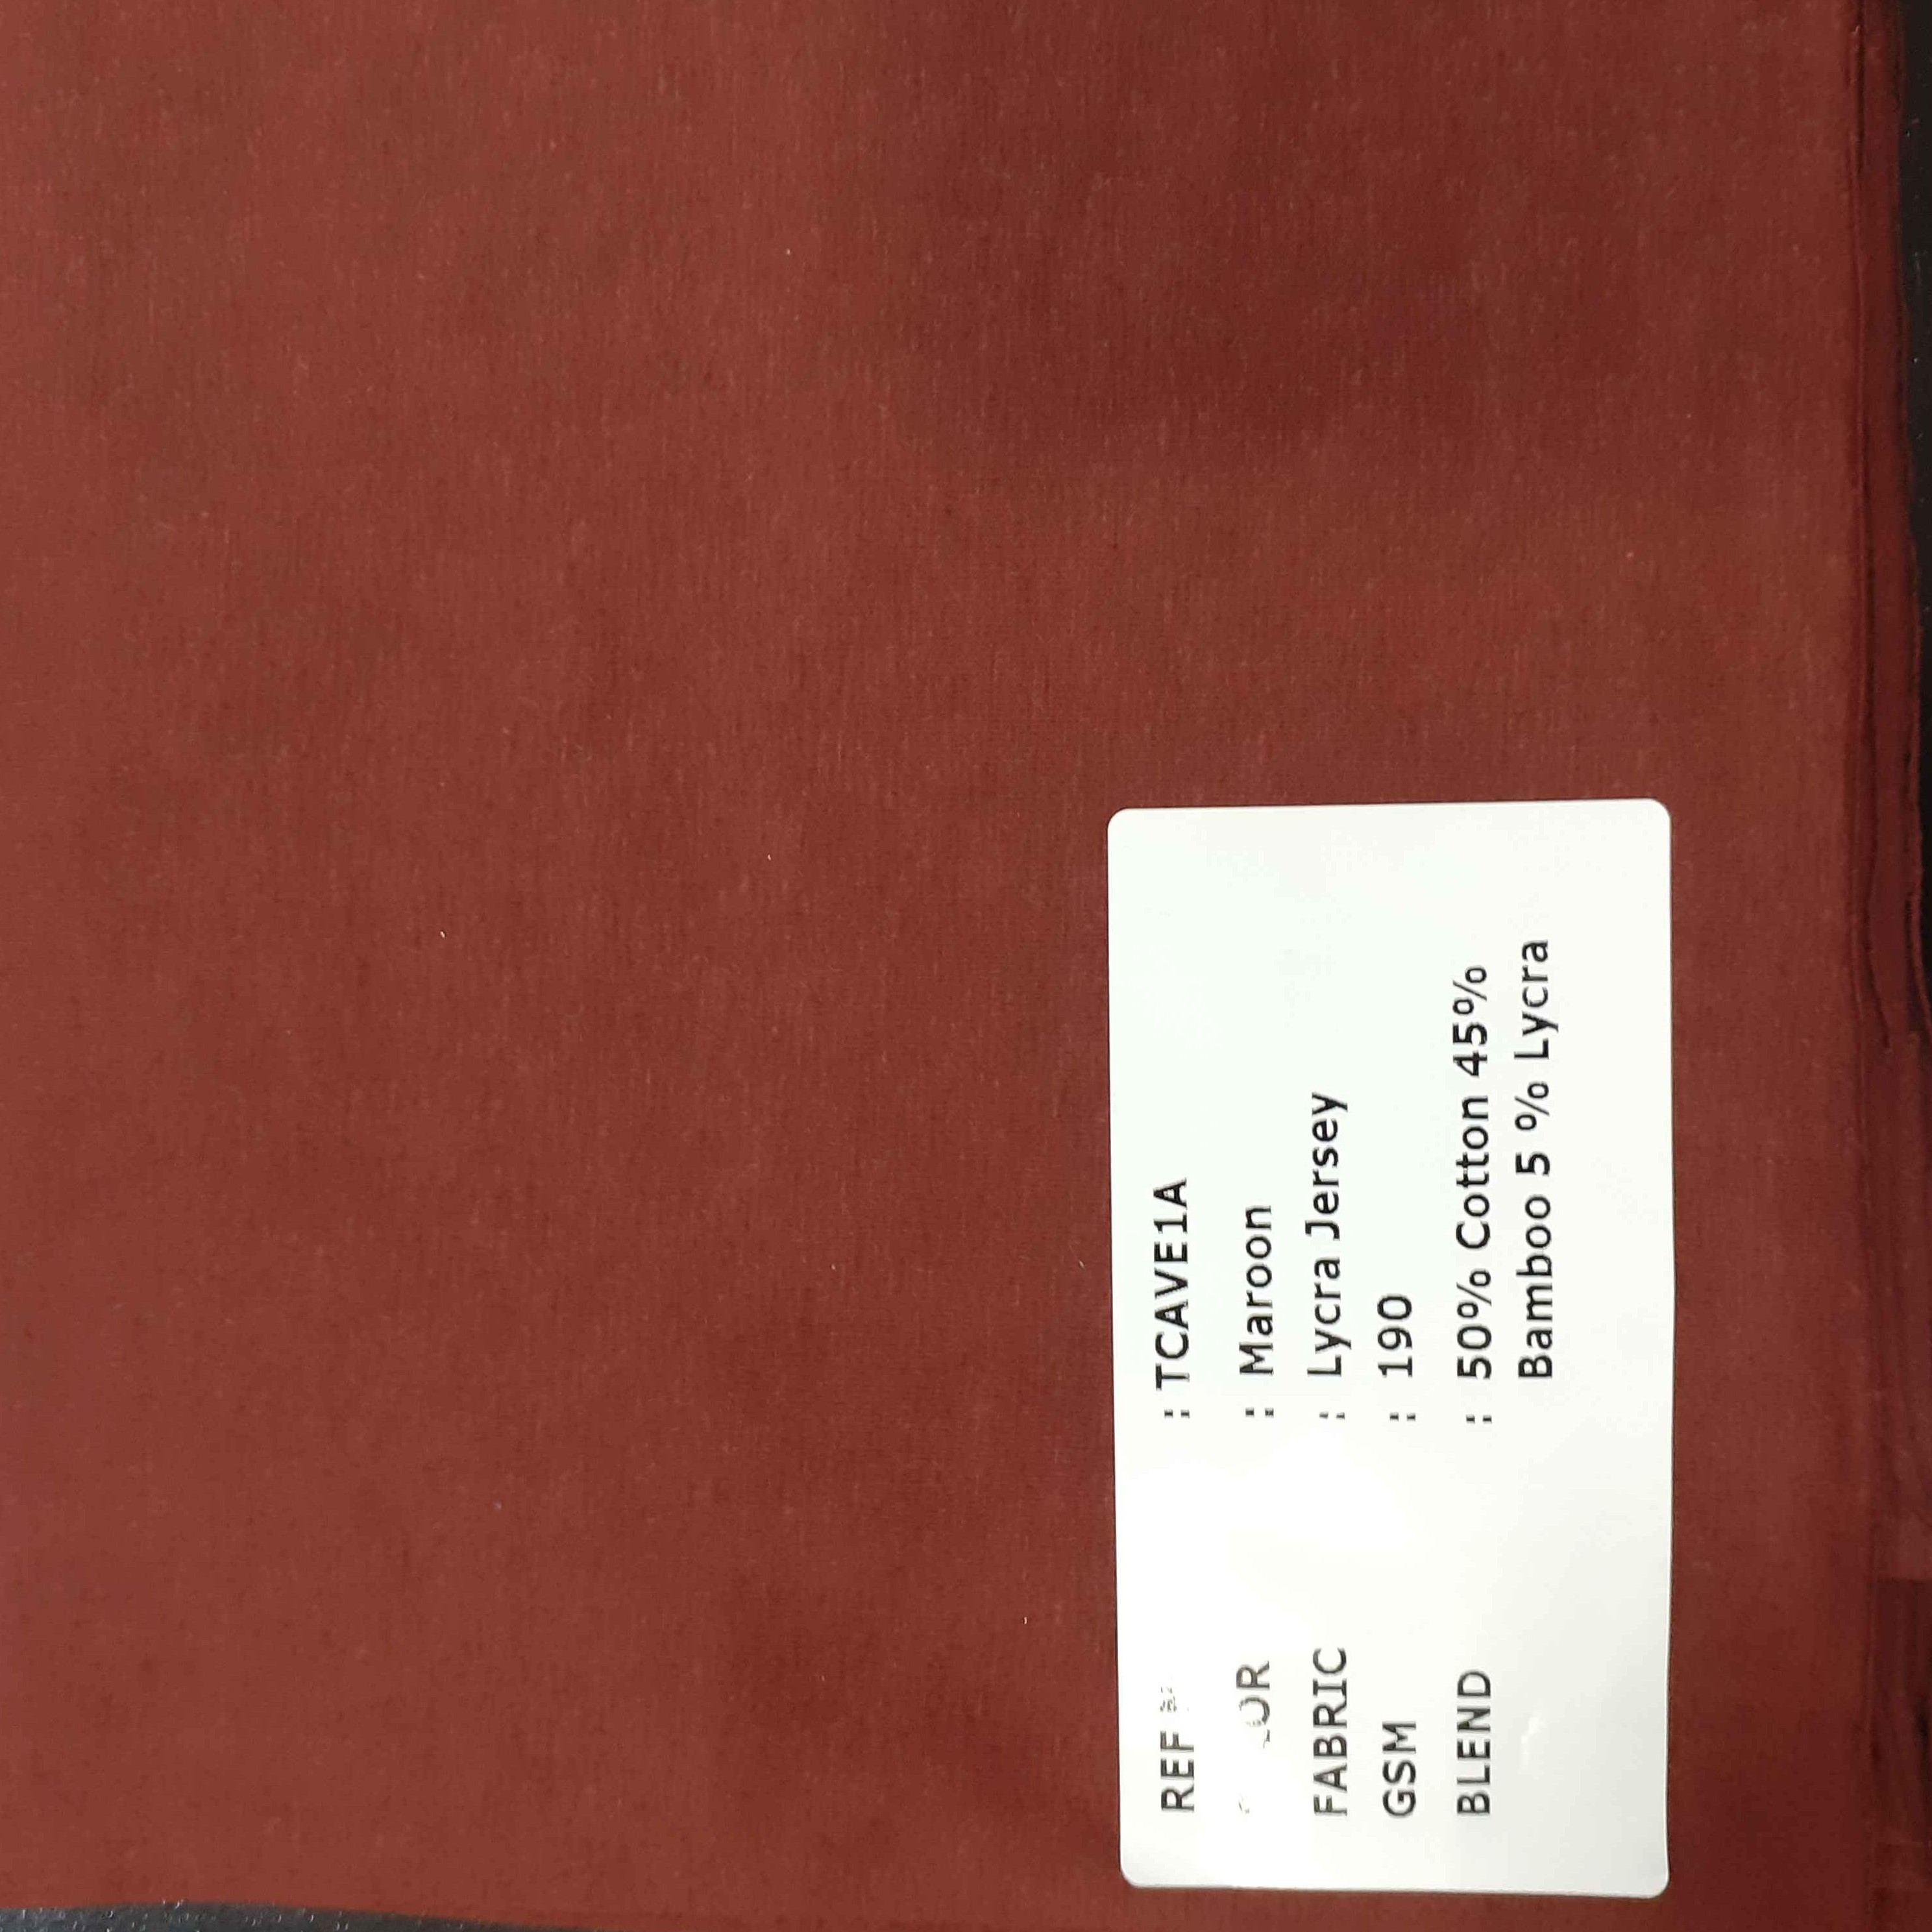 REF : TCAVE1A
: Maroon
FABRIC : Lycra Jersey
GSM : 190
BLEND : 50% Cotton 45%
Bamboo 5 % Lycra